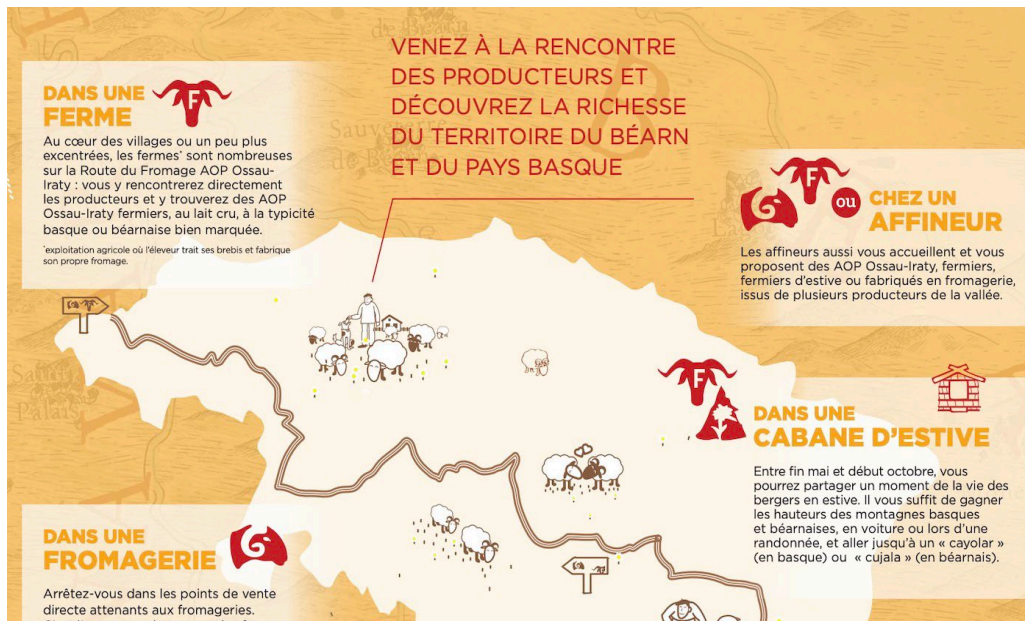 VENEZ À LA RENCONTRE
DES PRODUCTEURS ET
DÉCOUVREZ LA RICHESSE
DU TERRITOIRE DU BÉARN
ET DU PAYS BASQUE
DANS UNE
FERME
F
Au cœur des villages ou un peu plus
excentrées, les fermes* sont nombreuses
sur la Route du Fromage AOP Ossau-
Iraty : vous y rencontrerez directement
les producteurs et y trouverez des AOP
Ossau-Iraty fermiers, au lait cru, à la typicité
basque ou béarnaise bien marquée.
*exploitation agricole où l'éleveur trait ses brebis et fabrique
son propre fromage.
F
ou
CHEZ UN
AFFINEUR
Les affineurs aussi vous accueillent et vous
proposent des AOP Ossau-Iraty, fermiers,
fermiers d'estive ou fabriqués en fromagerie,
issus de plusieurs producteurs de la vallée.
F
DANS UNE
CABANE D'ESTIVE
Entre fin mai et début octobre, vous
pourrez partager un moment de la vie des
bergers en estive. Il vous suffit de gagner
les hauteurs des montagnes basques
et béarnaises, en voiture ou lors d'une
randonnée, et aller jusqu'à un « cayolar »
(en basque) ou « cujala » (en béarnais).
DANS UNE
FROMAGERIE
Arrêtez-vous dans les points de vente
directe attenants aux fromageries.